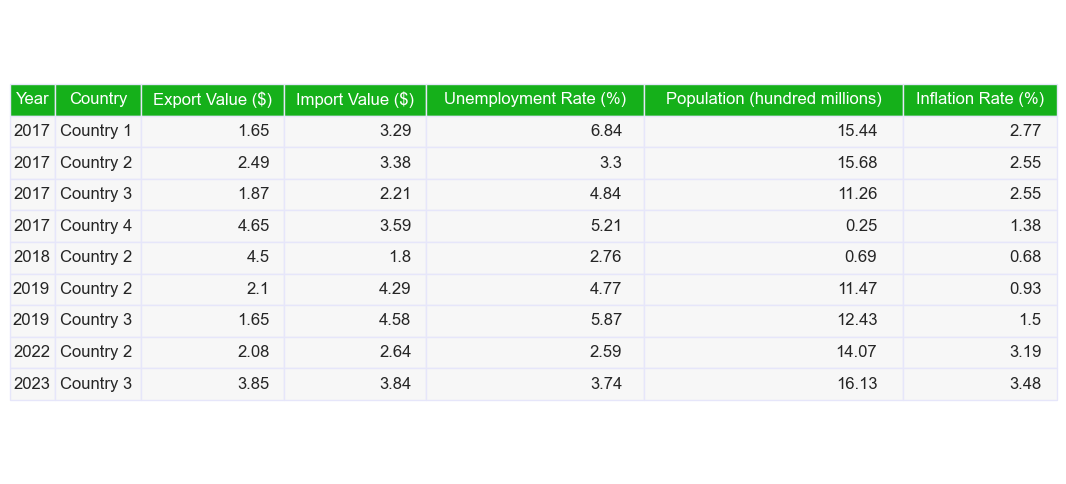 Year Country Export Value ($) Import Value ($) Unemployment Rate (%) Population (hundred millions) Inflation Rate (%)
2017 Country 1 1.65 3.29 6.84 15.44 2.77
2017 Country 2 2.49 3.38 3.3 15.68 2.55
2017 Country 3 1.87 2.21 4.84 11.26 2.55
2017 Country 4 4.65 3.59 5.21 0.25 1.38
2018 Country 2 4.5 1.8 2.76 0.69 0.68
2019 Country 2 2.1 4.29 4.77 11.47 0.93
2019 Country 3 1.65 4.58 5.87 12.43 1.5
2022 Country 2 2.08 2.64 2.59 14.07 3.19
2023 Country 3 3.85 3.84 3.74 16.13 3.48